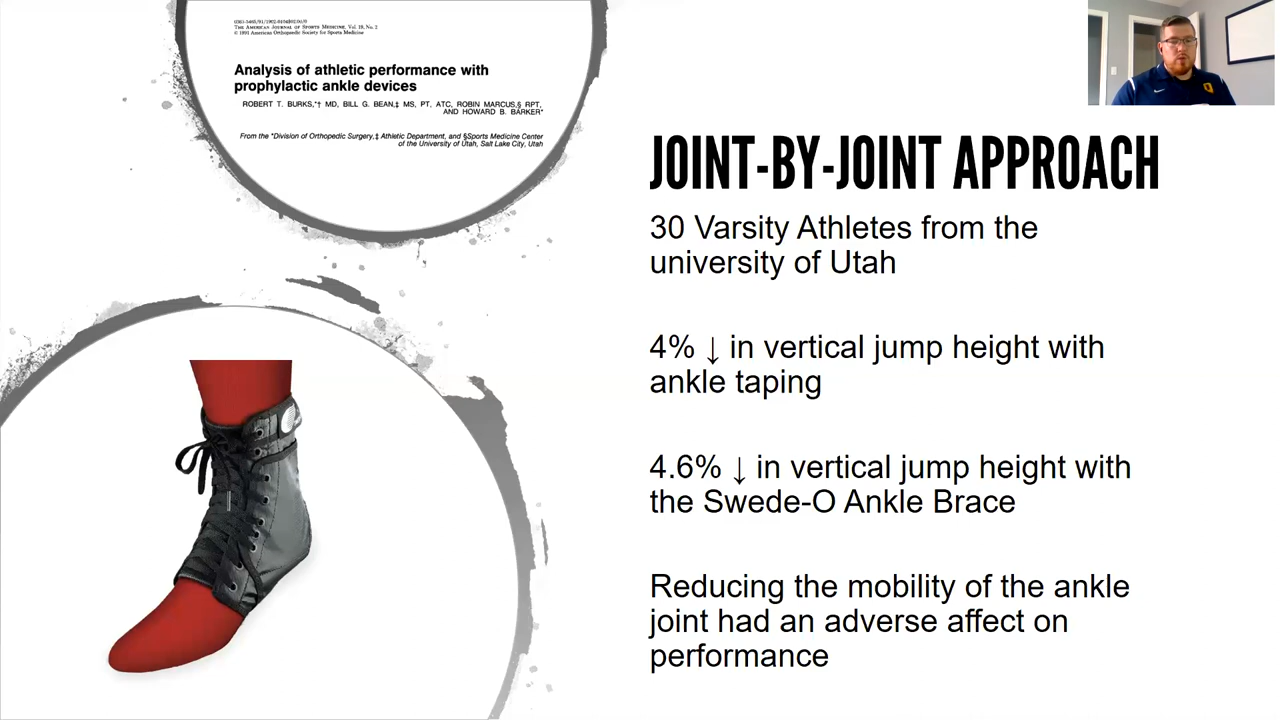 THE AMERICAN JOURNAL OF SPORTS MEDICINE, Vol. 19, No. 2
© 1991 American Orthopaedic Society for Sports Medicine
Analysis of athletic performance with
prophylactic ankle devices
ROBERT T. BURKS,*† MD, BILL G. BEAN,‡ MS, PT, ATC, ROBIN MARCUS,§ RPT,
AND HOWARD B. BARKER*
From the *Division of Orthopedic Surgery,‡ Athletic Department, and §Sports Medicine Center
of the University of Utah, Salt Lake City, Utah
JOINT-BY-JOINT APPROACH
30 Varsity Athletes from the
university of Utah
4% ↓ in vertical jump height with
ankle taping
4.6% ↓ in vertical jump height with
the Swede-O Ankle Brace
Reducing the mobility of the ankle
joint had an adverse affect on
performance